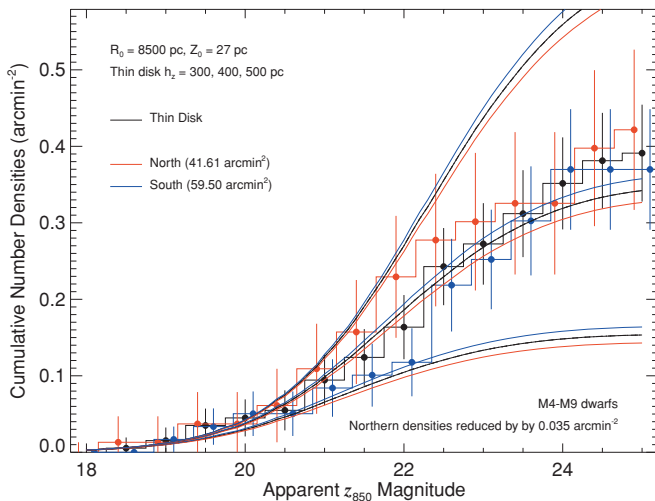 R₀ = 8500 pc, Z₀ = 27 pc
Thin disk h_z = 300, 400, 500 pc
Thin Disk
North (41.61 arcmin²)
South (59.50 arcmin²)
M4-M9 dwarfs
Northern densities reduced by by 0.035 arcmin⁻²
Cumulative Number Densities (arcmin⁻²)
0.5
0.4
0.3
0.2
0.1
0.0
18 20 22 24
Apparent z₈₅₀ Magnitude